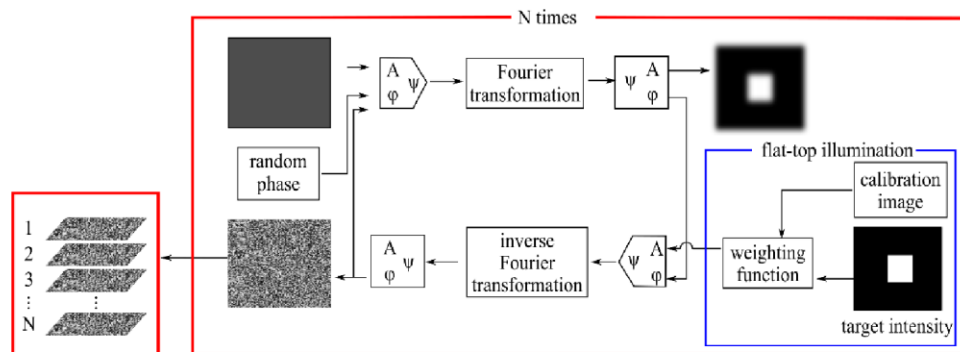 N times
A
φ
ψ
Fourier
transformation
ψ
A
φ
flat-top illumination
random
phase
calibration
image
1
2
3
⋮
⋮
N
A
φ
ψ
inverse
Fourier
transformation
ψ
A
φ
weighting
function
target intensity